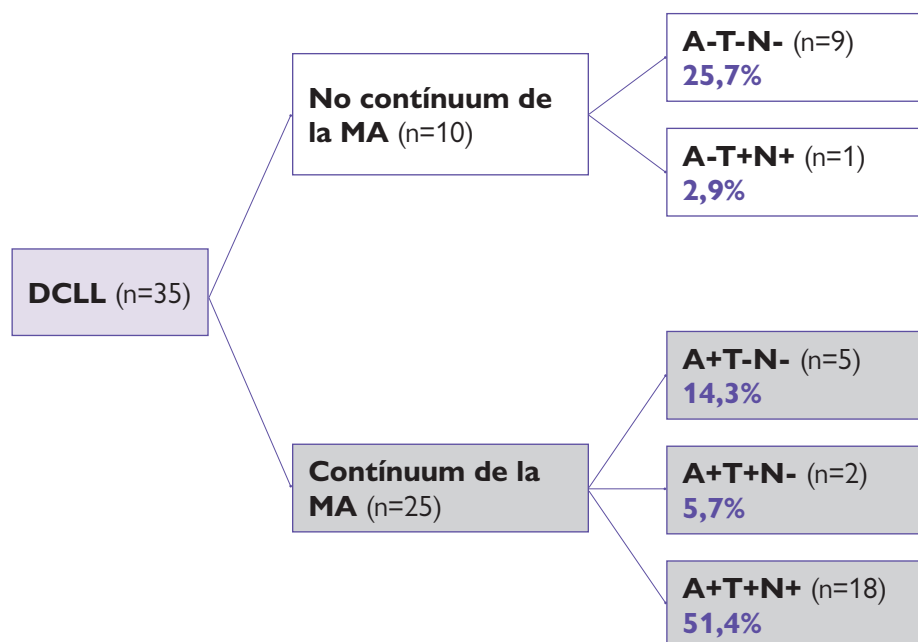 DCLL (n=35)
No contínuum de
la MA (n=10)
A-T-N- (n=9)
25,7%
A-T+N+ (n=1)
2,9%
Contínuum de la
MA (n=25)
A+T-N- (n=5)
14,3%
A+T+N- (n=2)
5,7%
A+T+N+ (n=18)
51,4%